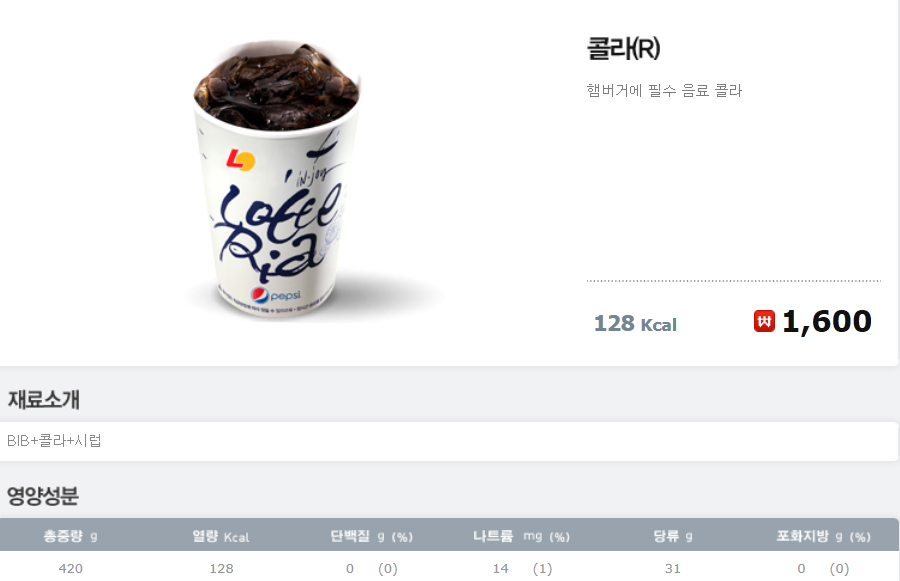 콜라(R)
햄버거에 필수 음료 콜라
in·joy
Lotte
Ria
pepsi
128 Kcal
₩ 1,600
재료소개
BIB+콜라+시럽
영양성분
총중량 g 열량 Kcal 단백질 g (%) 나트륨 mg (%) 당류 g 포화지방 g (%)
420 128 0 (0) 14 (1) 31 0 (0)